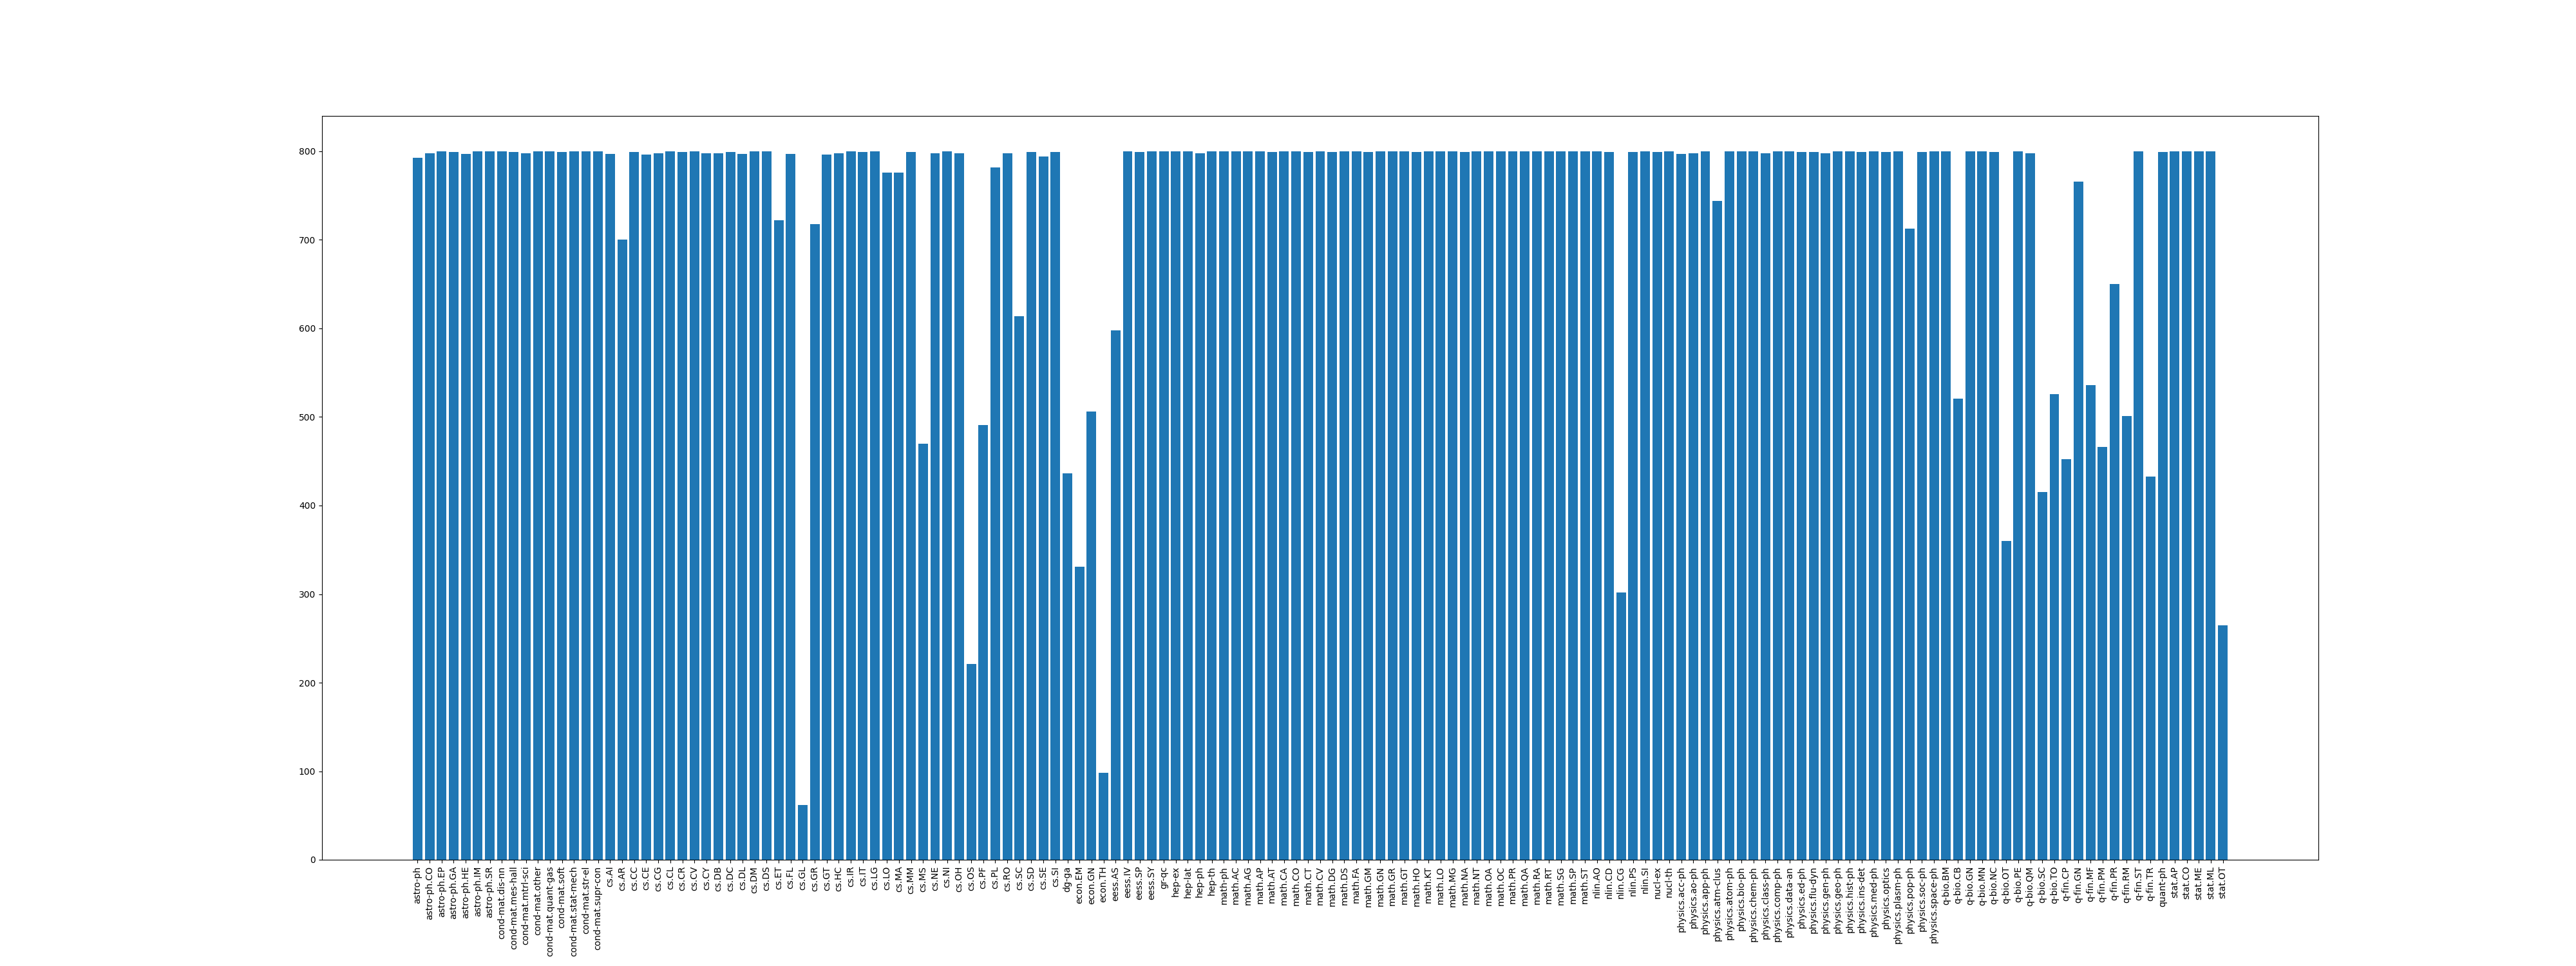 800
700
600
500
400
300
200
100
0
astro-ph
astro-ph.CO
astro-ph.EP
astro-ph.GA
astro-ph.HE
astro-ph.IM
astro-ph.SR
cond-mat.dis-nn
cond-mat.mes-hall
cond-mat.mtrl-sci
cond-mat.other
cond-mat.quant-gas
cond-mat.soft
cond-mat.stat-mech
cond-mat.str-el
cond-mat.supr-con
cs.AI
cs.AR
cs.CC
cs.CE
cs.CG
cs.CL
cs.CR
cs.CV
cs.CY
cs.DB
cs.DC
cs.DL
cs.DM
cs.DS
cs.ET
cs.FL
cs.GL
cs.GR
cs.GT
cs.HC
cs.IR
cs.IT
cs.LG
cs.LO
cs.MA
cs.MM
cs.MS
cs.NE
cs.NI
cs.OH
cs.OS
cs.PF
cs.PL
cs.RO
cs.SC
cs.SD
cs.SE
cs.SI
dg-ga
econ.EM
econ.GN
econ.TH
eess.AS
eess.IV
eess.SP
eess.SY
gr-qc
hep-ex
hep-lat
hep-ph
hep-th
math-ph
math.AC
math.AG
math.AP
math.AT
math.CA
math.CO
math.CT
math.CV
math.DG
math.DS
math.FA
math.GM
math.GN
math.GR
math.GT
math.HO
math.KT
math.LO
math.MG
math.NA
math.NT
math.OA
math.OC
math.PR
math.QA
math.RA
math.RT
math.SG
math.SP
math.ST
nlin.AO
nlin.CD
nlin.CG
nlin.PS
nlin.SI
nucl-ex
nucl-th
physics.acc-ph
physics.ao-ph
physics.app-ph
physics.atm-clus
physics.atom-ph
physics.bio-ph
physics.chem-ph
physics.class-ph
physics.comp-ph
physics.data-an
physics.ed-ph
physics.flu-dyn
physics.gen-ph
physics.geo-ph
physics.hist-ph
physics.ins-det
physics.med-ph
physics.optics
physics.plasm-ph
physics.pop-ph
physics.soc-ph
physics.space-ph
q-bio.BM
q-bio.CB
q-bio.GN
q-bio.MN
q-bio.NC
q-bio.OT
q-bio.PE
q-bio.QM
q-bio.SC
q-bio.TO
q-fin.CP
q-fin.GN
q-fin.MF
q-fin.PM
q-fin.PR
q-fin.RM
q-fin.ST
q-fin.TR
quant-ph
stat.AP
stat.CO
stat.ME
stat.ML
stat.OT